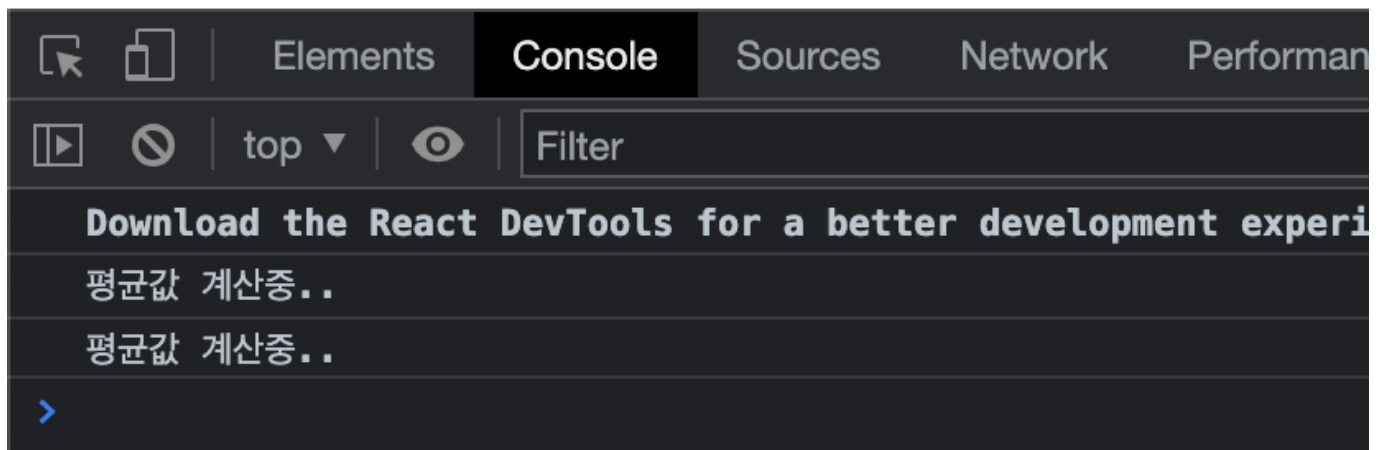 Elements Console Sources Network Performan
top Filter
Download the React DevTools for a better development experi
평균값 계산중..
평균값 계산중..